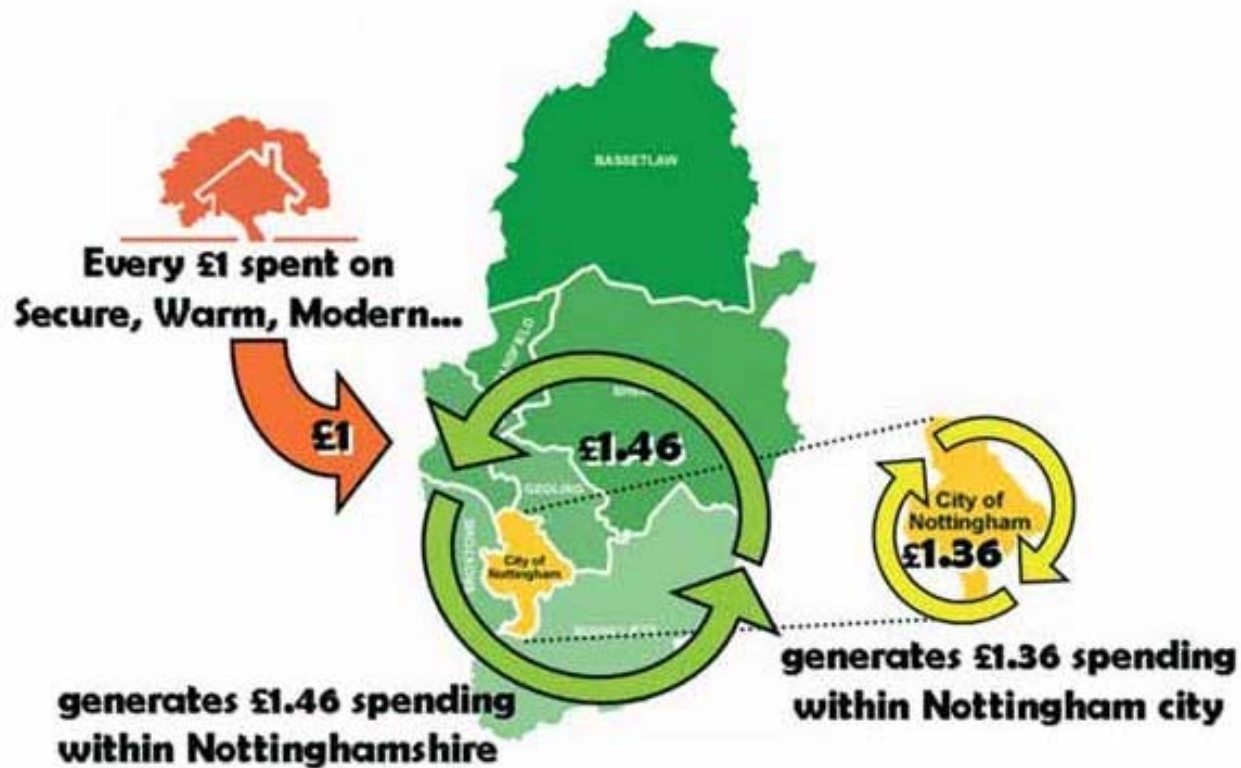 BASSETLAW
Every £1 spent on
Secure, Warm, Modern...
£1
£1.46
GEDLING
City of
Nottingham
BROXTOWE
City of
Nottingham
£1.36
generates £1.36 spending
within Nottingham city
generates £1.46 spending
within Nottinghamshire